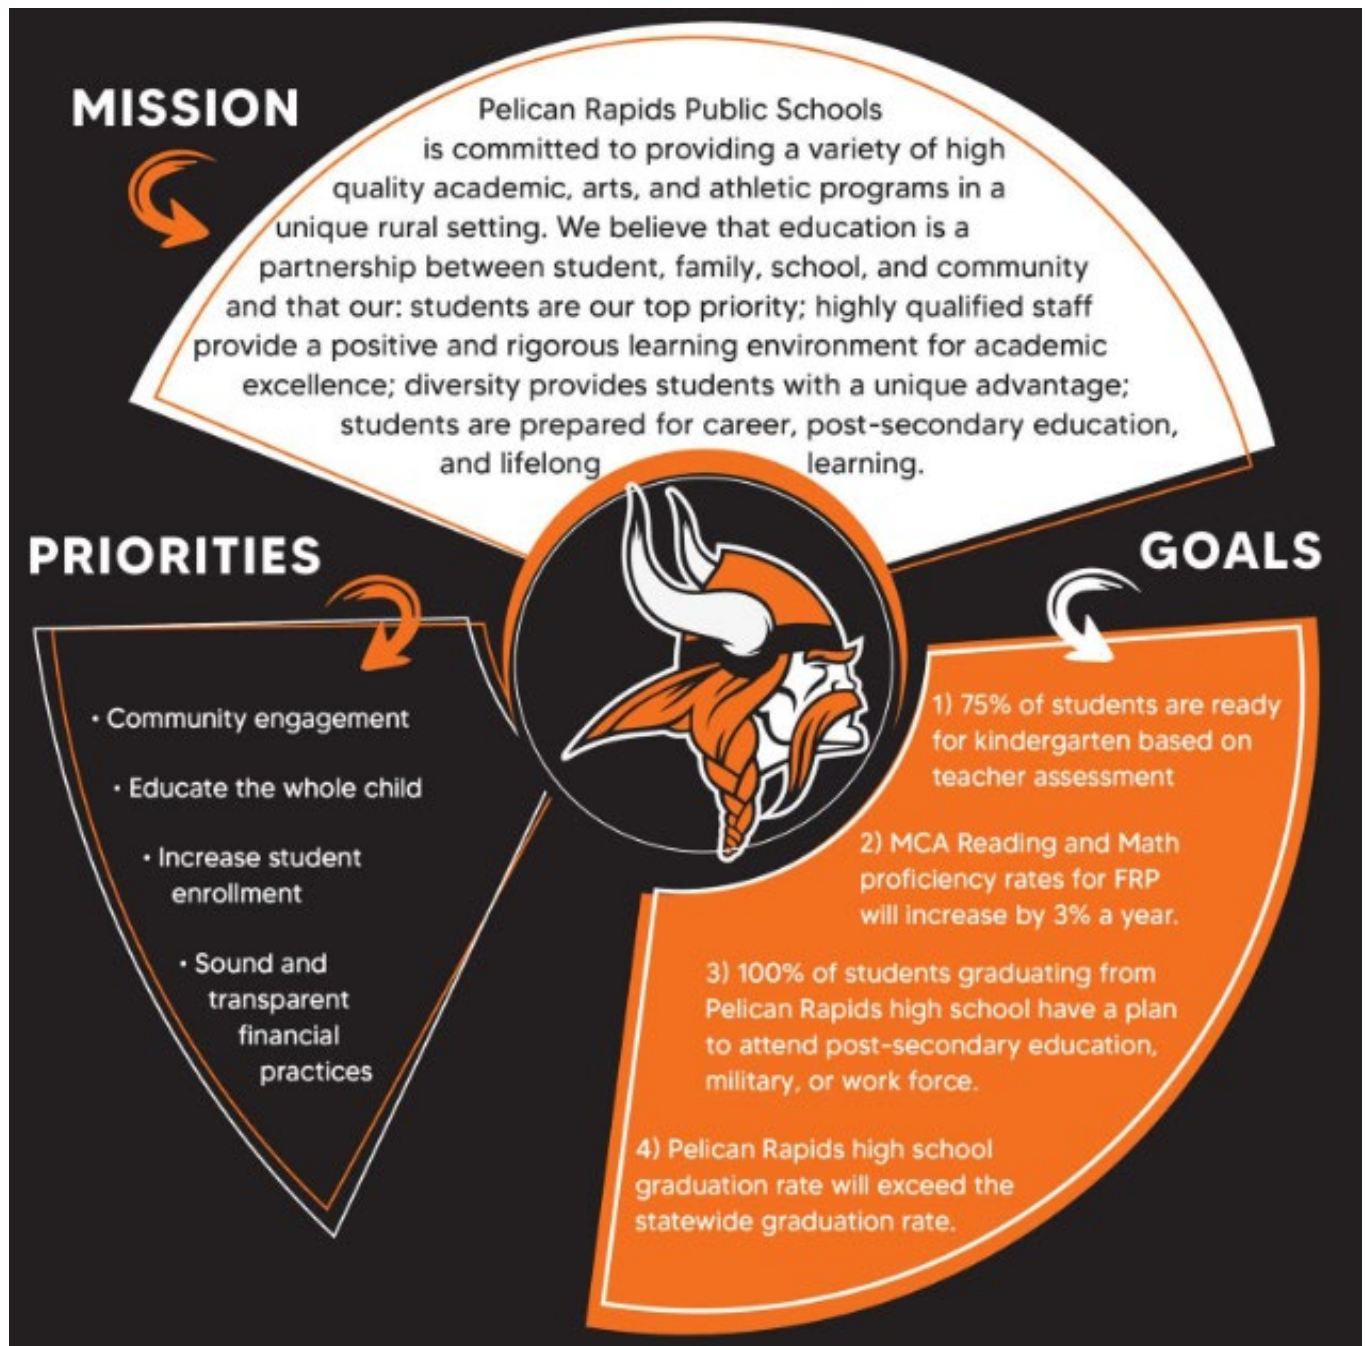 MISSION
Pelican Rapids Public Schools
is committed to providing a variety of high
quality academic, arts, and athletic programs in a
unique rural setting. We believe that education is a
partnership between student, family, school, and community
and that our: students are our top priority; highly qualified staff
provide a positive and rigorous learning environment for academic
excellence; diversity provides students with a unique advantage;
students are prepared for career, post-secondary education,
and lifelong learning.
PRIORITIES
• Community engagement
• Educate the whole child
• Increase student
enrollment
• Sound and
transparent
financial
practices
GOALS
1) 75% of students are ready
for kindergarten based on
teacher assessment
2) MCA Reading and Math
proficiency rates for FRP
will increase by 3% a year.
3) 100% of students graduating from
Pelican Rapids high school have a plan
to attend post-secondary education,
military, or work force.
4) Pelican Rapids high school
graduation rate will exceed the
statewide graduation rate.